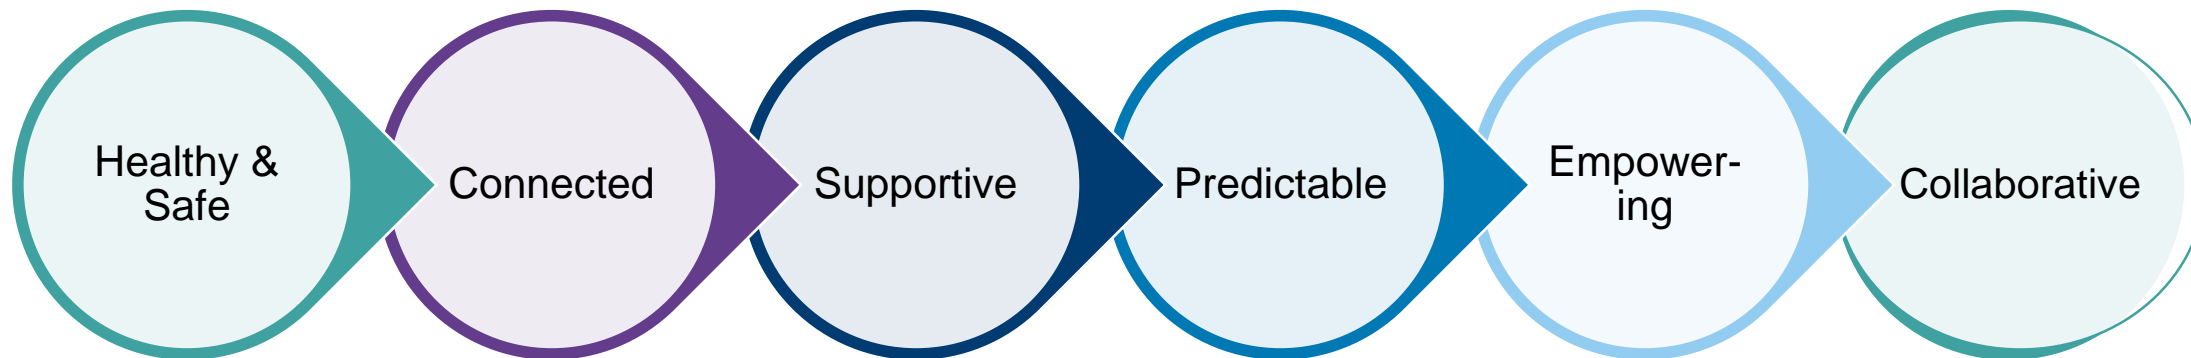 Healthy &
Safe
Connected
Supportive
Predictable
Empower-
ing
Collaborative